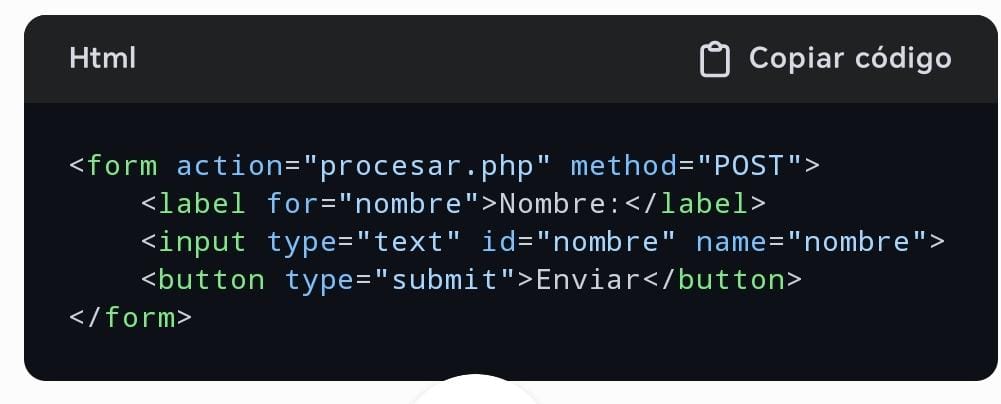 Html
Copiar código
<form action="procesar.php" method="POST">
    <label for="nombre">Nombre:</label>
    <input type="text" id="nombre" name="nombre">
    <button type="submit">Enviar</button>
</form>